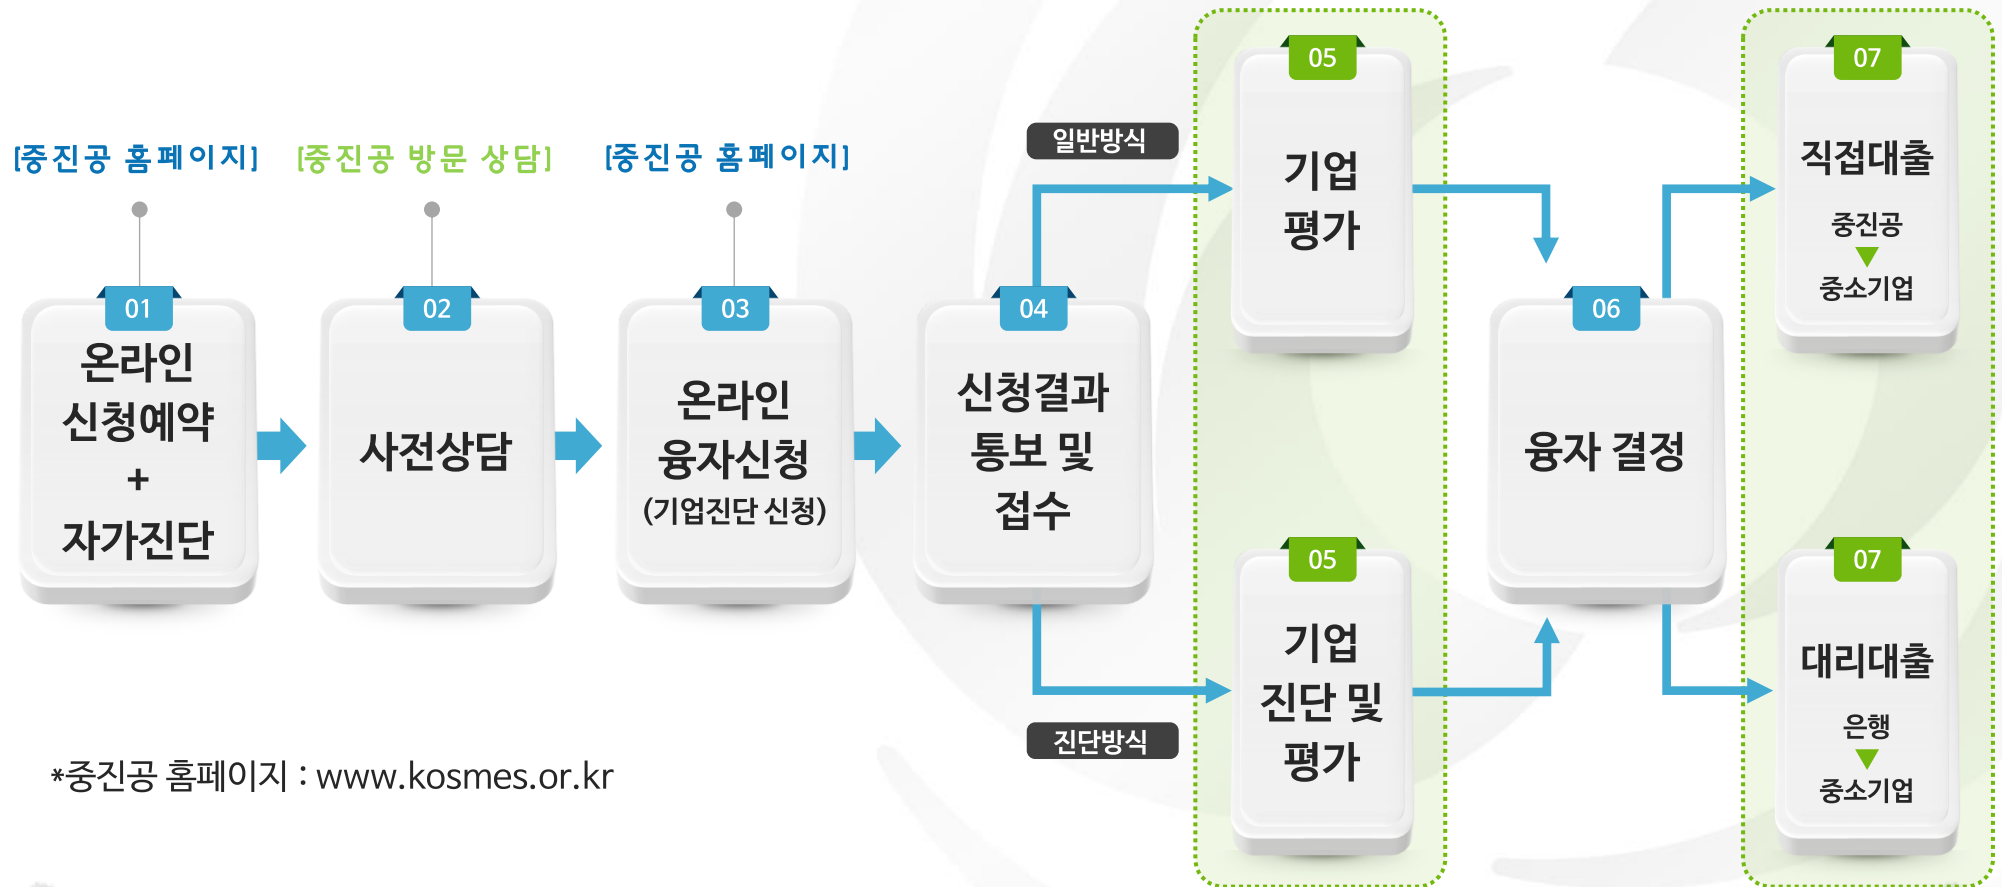 [중진공 홈페이지]
01
온라인
신청예약
+
자가진단
[중진공 방문 상담]
02
사전상담
[중진공 홈페이지]
03
온라인
융자신청
(기업진단 신청)
04
신청결과
통보 및
접수
일반방식
05
기업
평가
진단방식
05
기업
진단 및
평가
06
융자 결정
07
직접대출
중진공
중소기업
07
대리대출
은행
중소기업
*중진공 홈페이지 : www.kosmes.or.kr